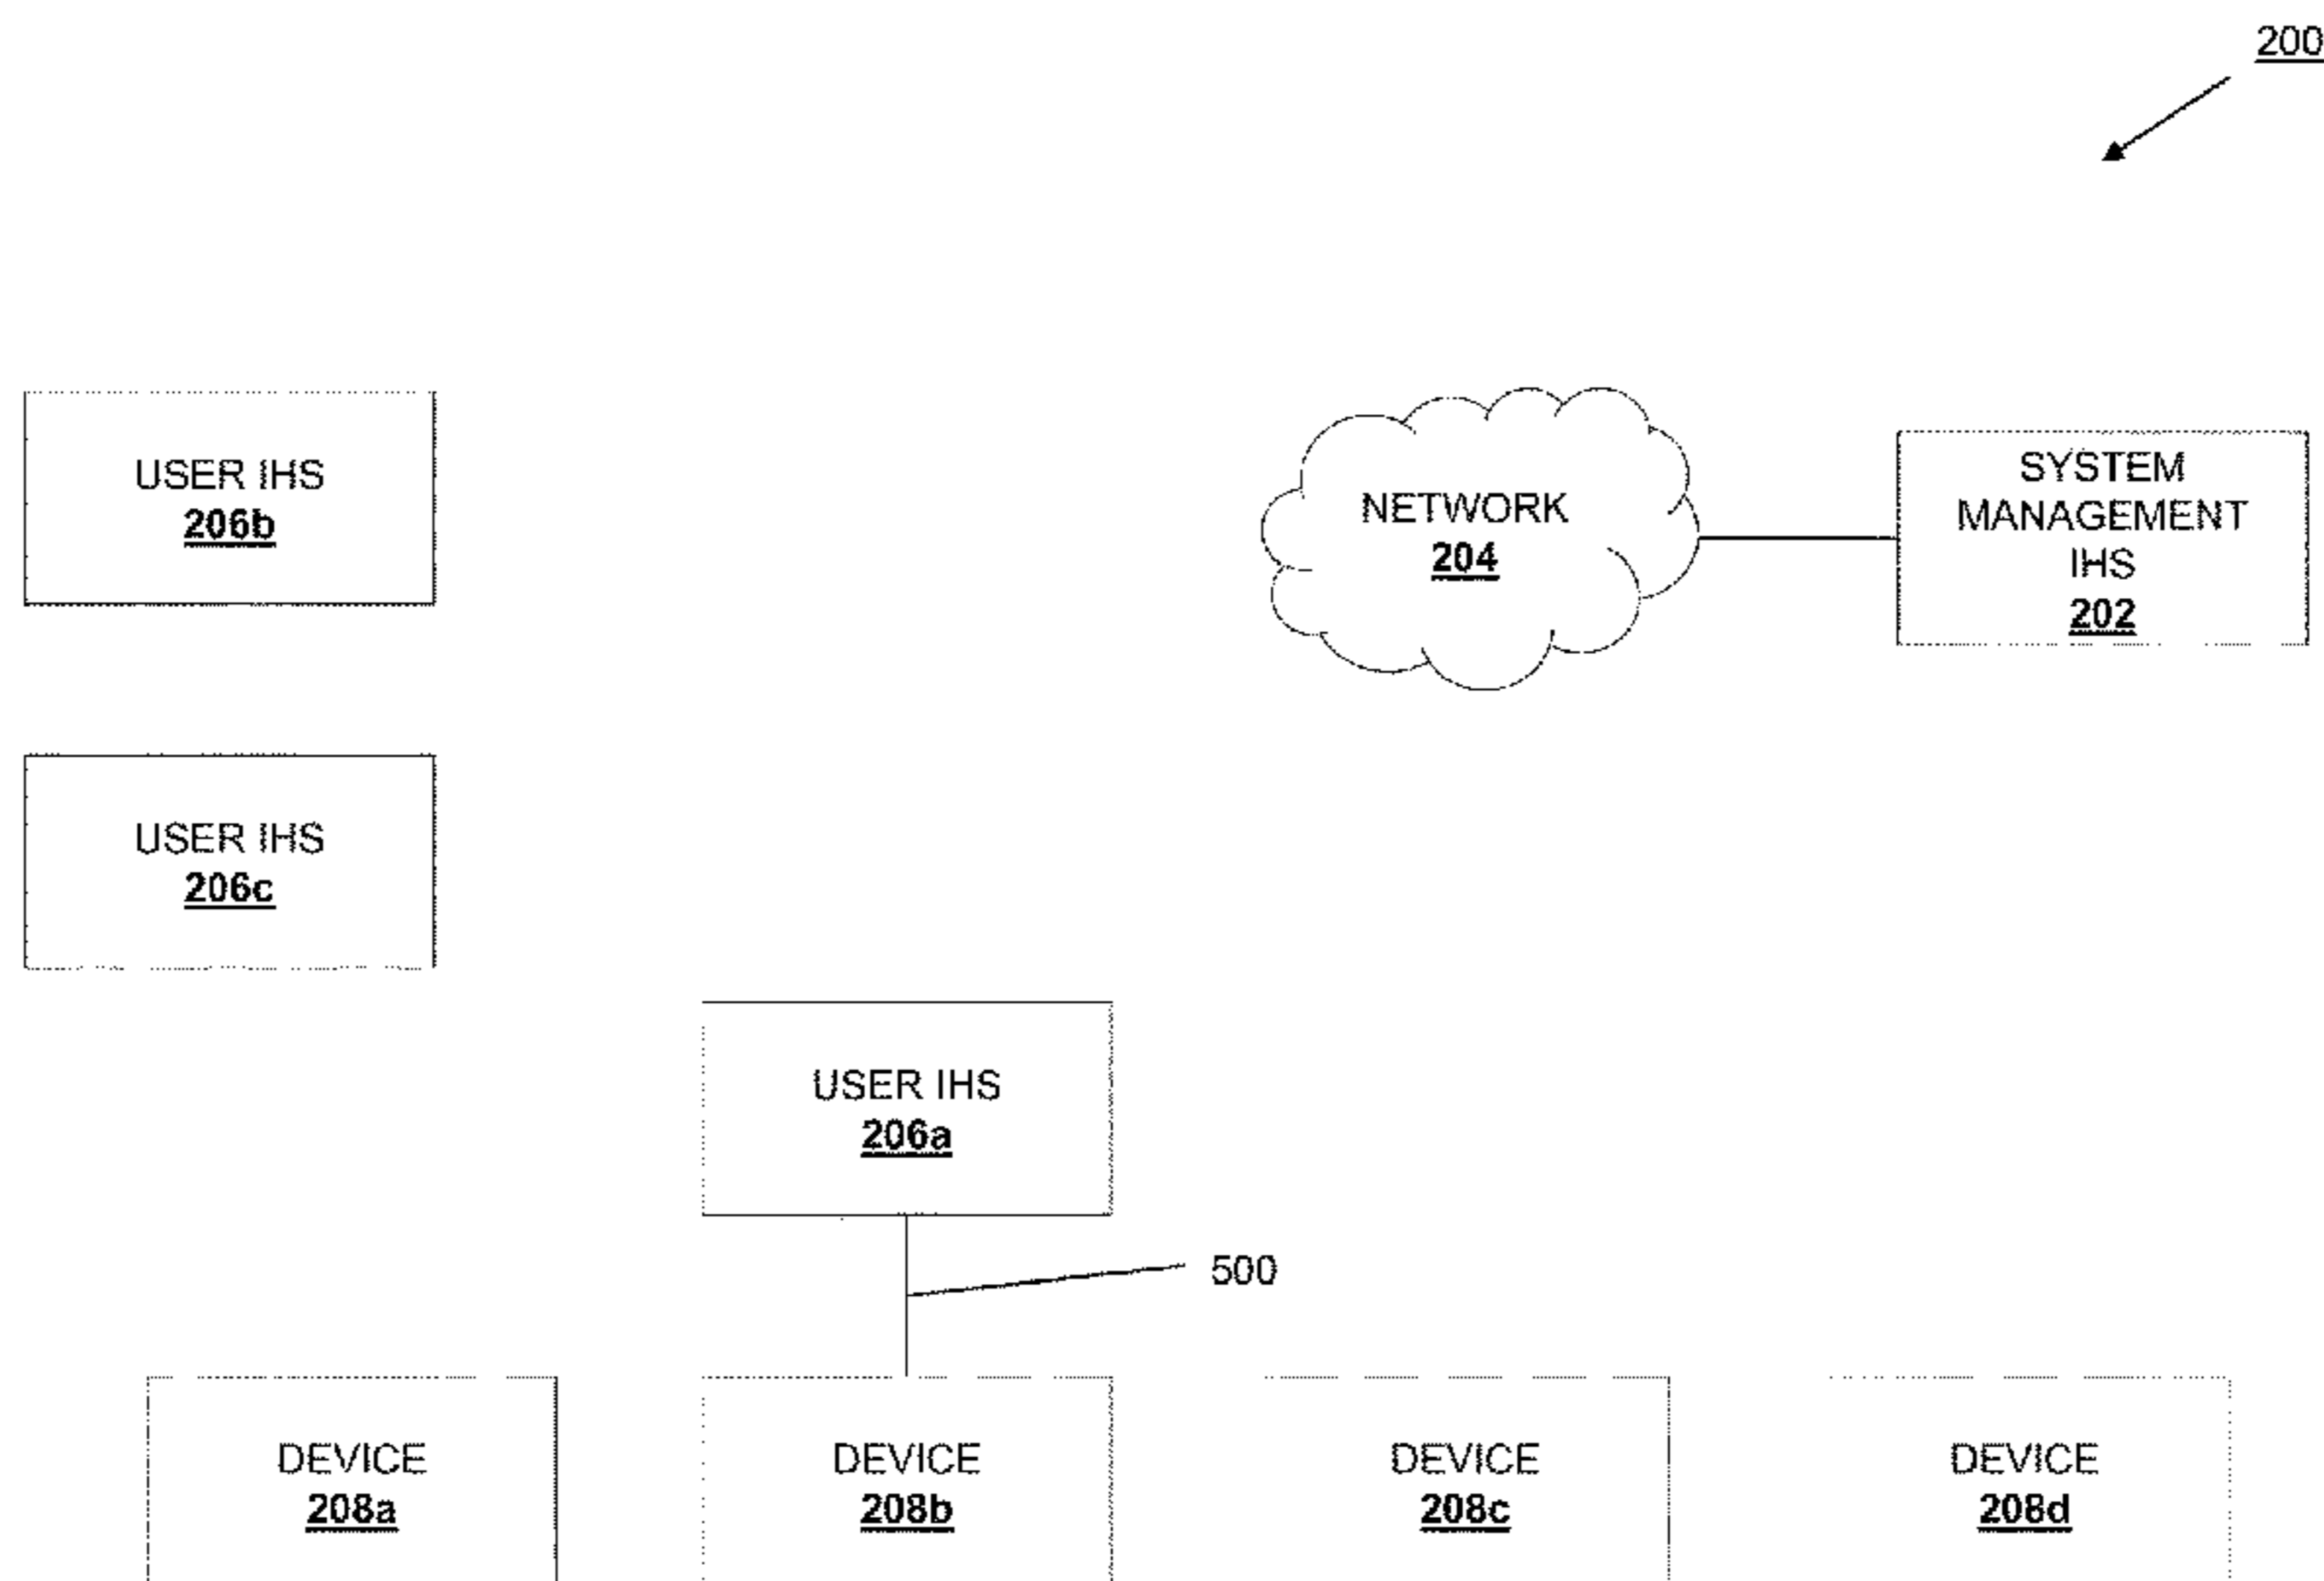 200
USER IHS
206b
NETWORK
204
SYSTEM
MANAGEMENT
IHS
202
USER IHS
206c
USER IHS
206a
500
DEVICE
208a
DEVICE
208b
DEVICE
208c
DEVICE
208d